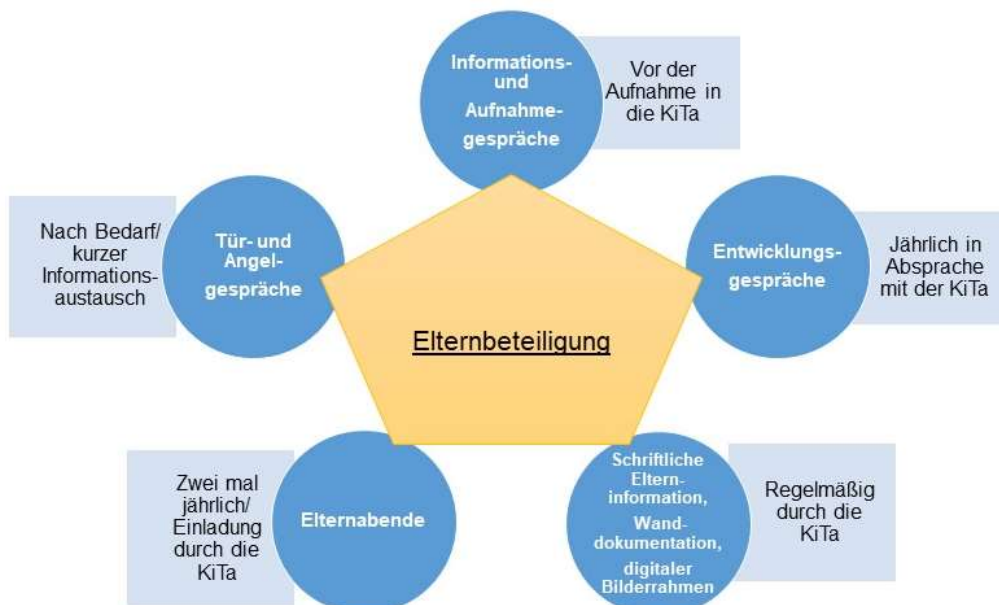 Informations-
und
Aufnahme-
gespräche
Vor der
Aufnahme in
die KiTa
Nach Bedarf/
kurzer
Informations-
austausch
Tür- und
Angel-
gespräche
Entwicklungs-
gespräche
Jährlich in
Absprache
mit der KiTa
Elternbeteiligung
Zwei mal
jährlich/
Einladung
durch die
KiTa
Elternabende
Schriftliche
Eltern-
information,
Wand-
dokumentation,
digitaler
Bilderrahmen
Regelmäßig
durch die
KiTa